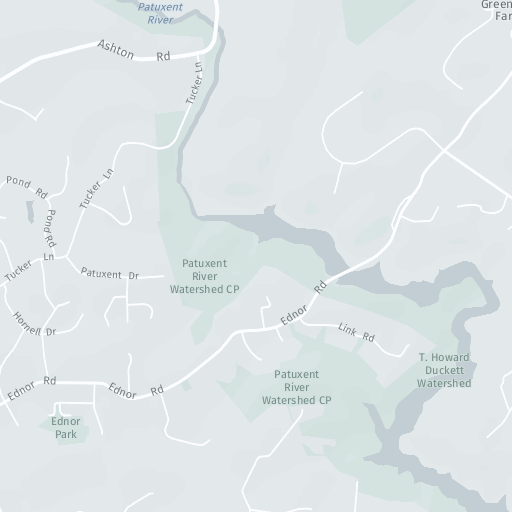 Patuxent
River
Green
Far
Ashton Rd
Tucker Ln
Pond Rd
Tucker Ln
Pond Rd
Tucker Ln
Patuxent Dr
Patuxent
River
Watershed CP
Ednor Rd
Link Rd
Horrell Dr
T. Howard
Duckett
Watershed
Patuxent
River
Watershed CP
Ednor Rd
Ednor Rd
Ednor
Park